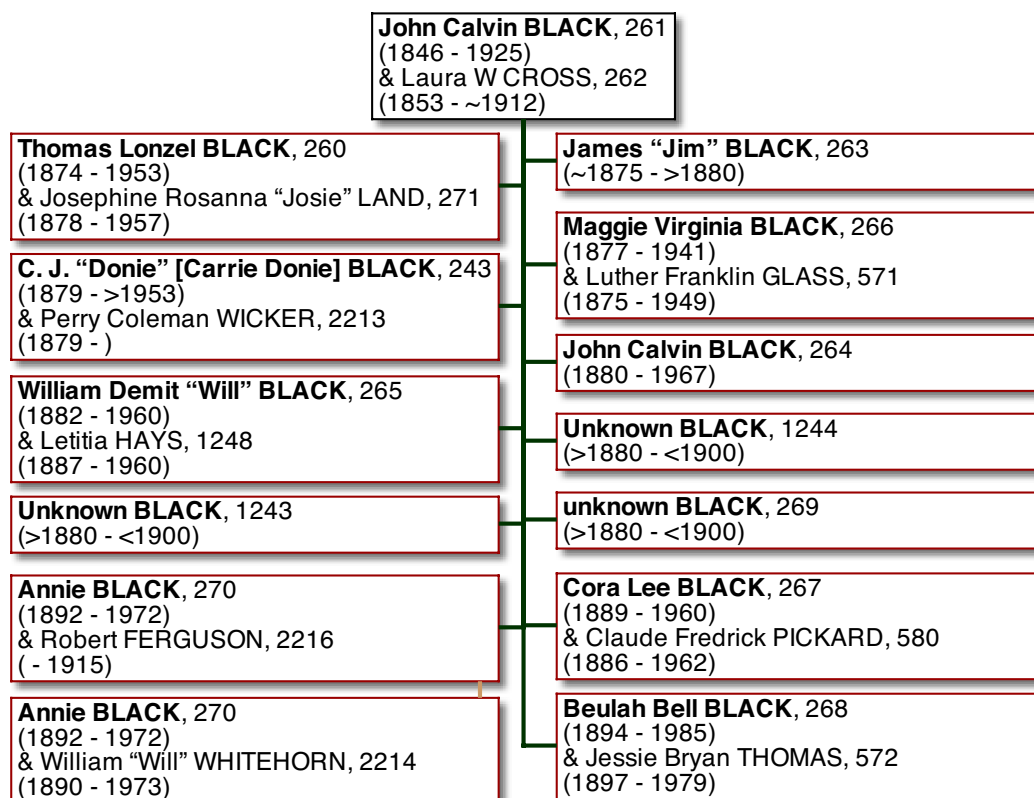 John Calvin BLACK, 261
(1846 - 1925)
& Laura W CROSS, 262
(1853 - ~1912)
Thomas Lonzel BLACK, 260
(1874 - 1953)
& Josephine Rosanna “Josie” LAND, 271
(1878 - 1957)
James “Jim” BLACK, 263
(~1875 - >1880)
Maggie Virginia BLACK, 266
(1877 - 1941)
& Luther Franklin GLASS, 571
(1875 - 1949)
C. J. “Donie” [Carrie Donie] BLACK, 243
(1879 - >1953)
& Perry Coleman WICKER, 2213
(1879 - )
John Calvin BLACK, 264
(1880 - 1967)
William Demit “Will” BLACK, 265
(1882 - 1960)
& Letitia HAYS, 1248
(1887 - 1960)
Unknown BLACK, 1244
(>1880 - <1900)
Unknown BLACK, 1243
(>1880 - <1900)
unknown BLACK, 269
(>1880 - <1900)
Annie BLACK, 270
(1892 - 1972)
& Robert FERGUSON, 2216
( - 1915)
Cora Lee BLACK, 267
(1889 - 1960)
& Claude Fredrick PICKARD, 580
(1886 - 1962)
Annie BLACK, 270
(1892 - 1972)
& William “Will” WHITEHORN, 2214
(1890 - 1973)
Beulah Bell BLACK, 268
(1894 - 1985)
& Jessie Bryan THOMAS, 572
(1897 - 1979)